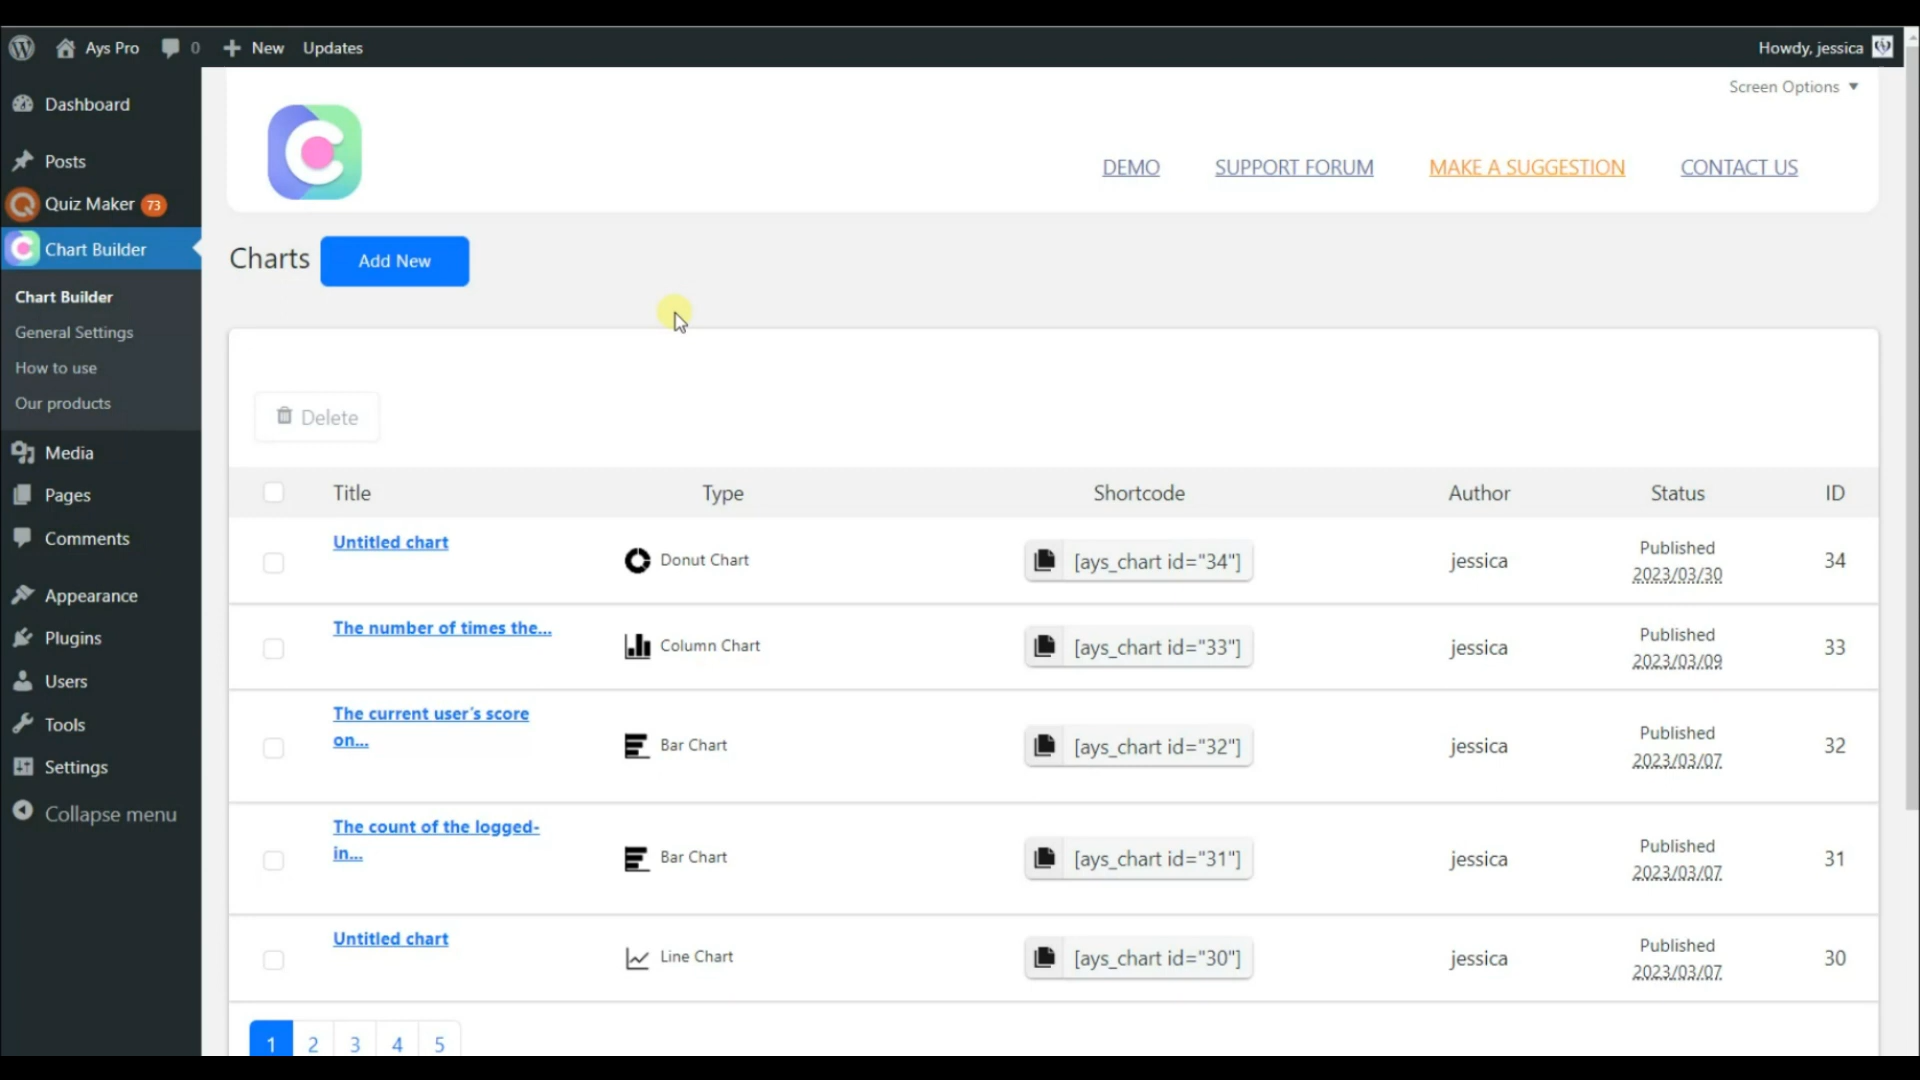 Ays Pro 0 New Updates Howdy, jessica
Screen Options
Dashboard
Posts
Quiz Maker 73
Chart Builder
Chart Builder
General Settings
How to use
Our products
Media
Pages
Comments
Appearance
Plugins
Users
Tools
Settings
Collapse menu
DEMO SUPPORT FORUM MAKE A SUGGESTION CONTACT US
Charts Add New
Delete
Title Type Shortcode Author Status ID
Untitled chart Donut Chart [ays_chart id="34"] jessica Published 34
2023/03/30
The number of times the... Column Chart [ays_chart id="33"] jessica Published 33
2023/03/09
The current user's score Bar Chart [ays_chart id="32"] jessica Published 32
on... 2023/03/07
The count of the logged- Bar Chart [ays_chart id="31"] jessica Published 31
in... 2023/03/07
Untitled chart Line Chart [ays_chart id="30"] jessica Published 30
2023/03/07
1 2 3 4 5